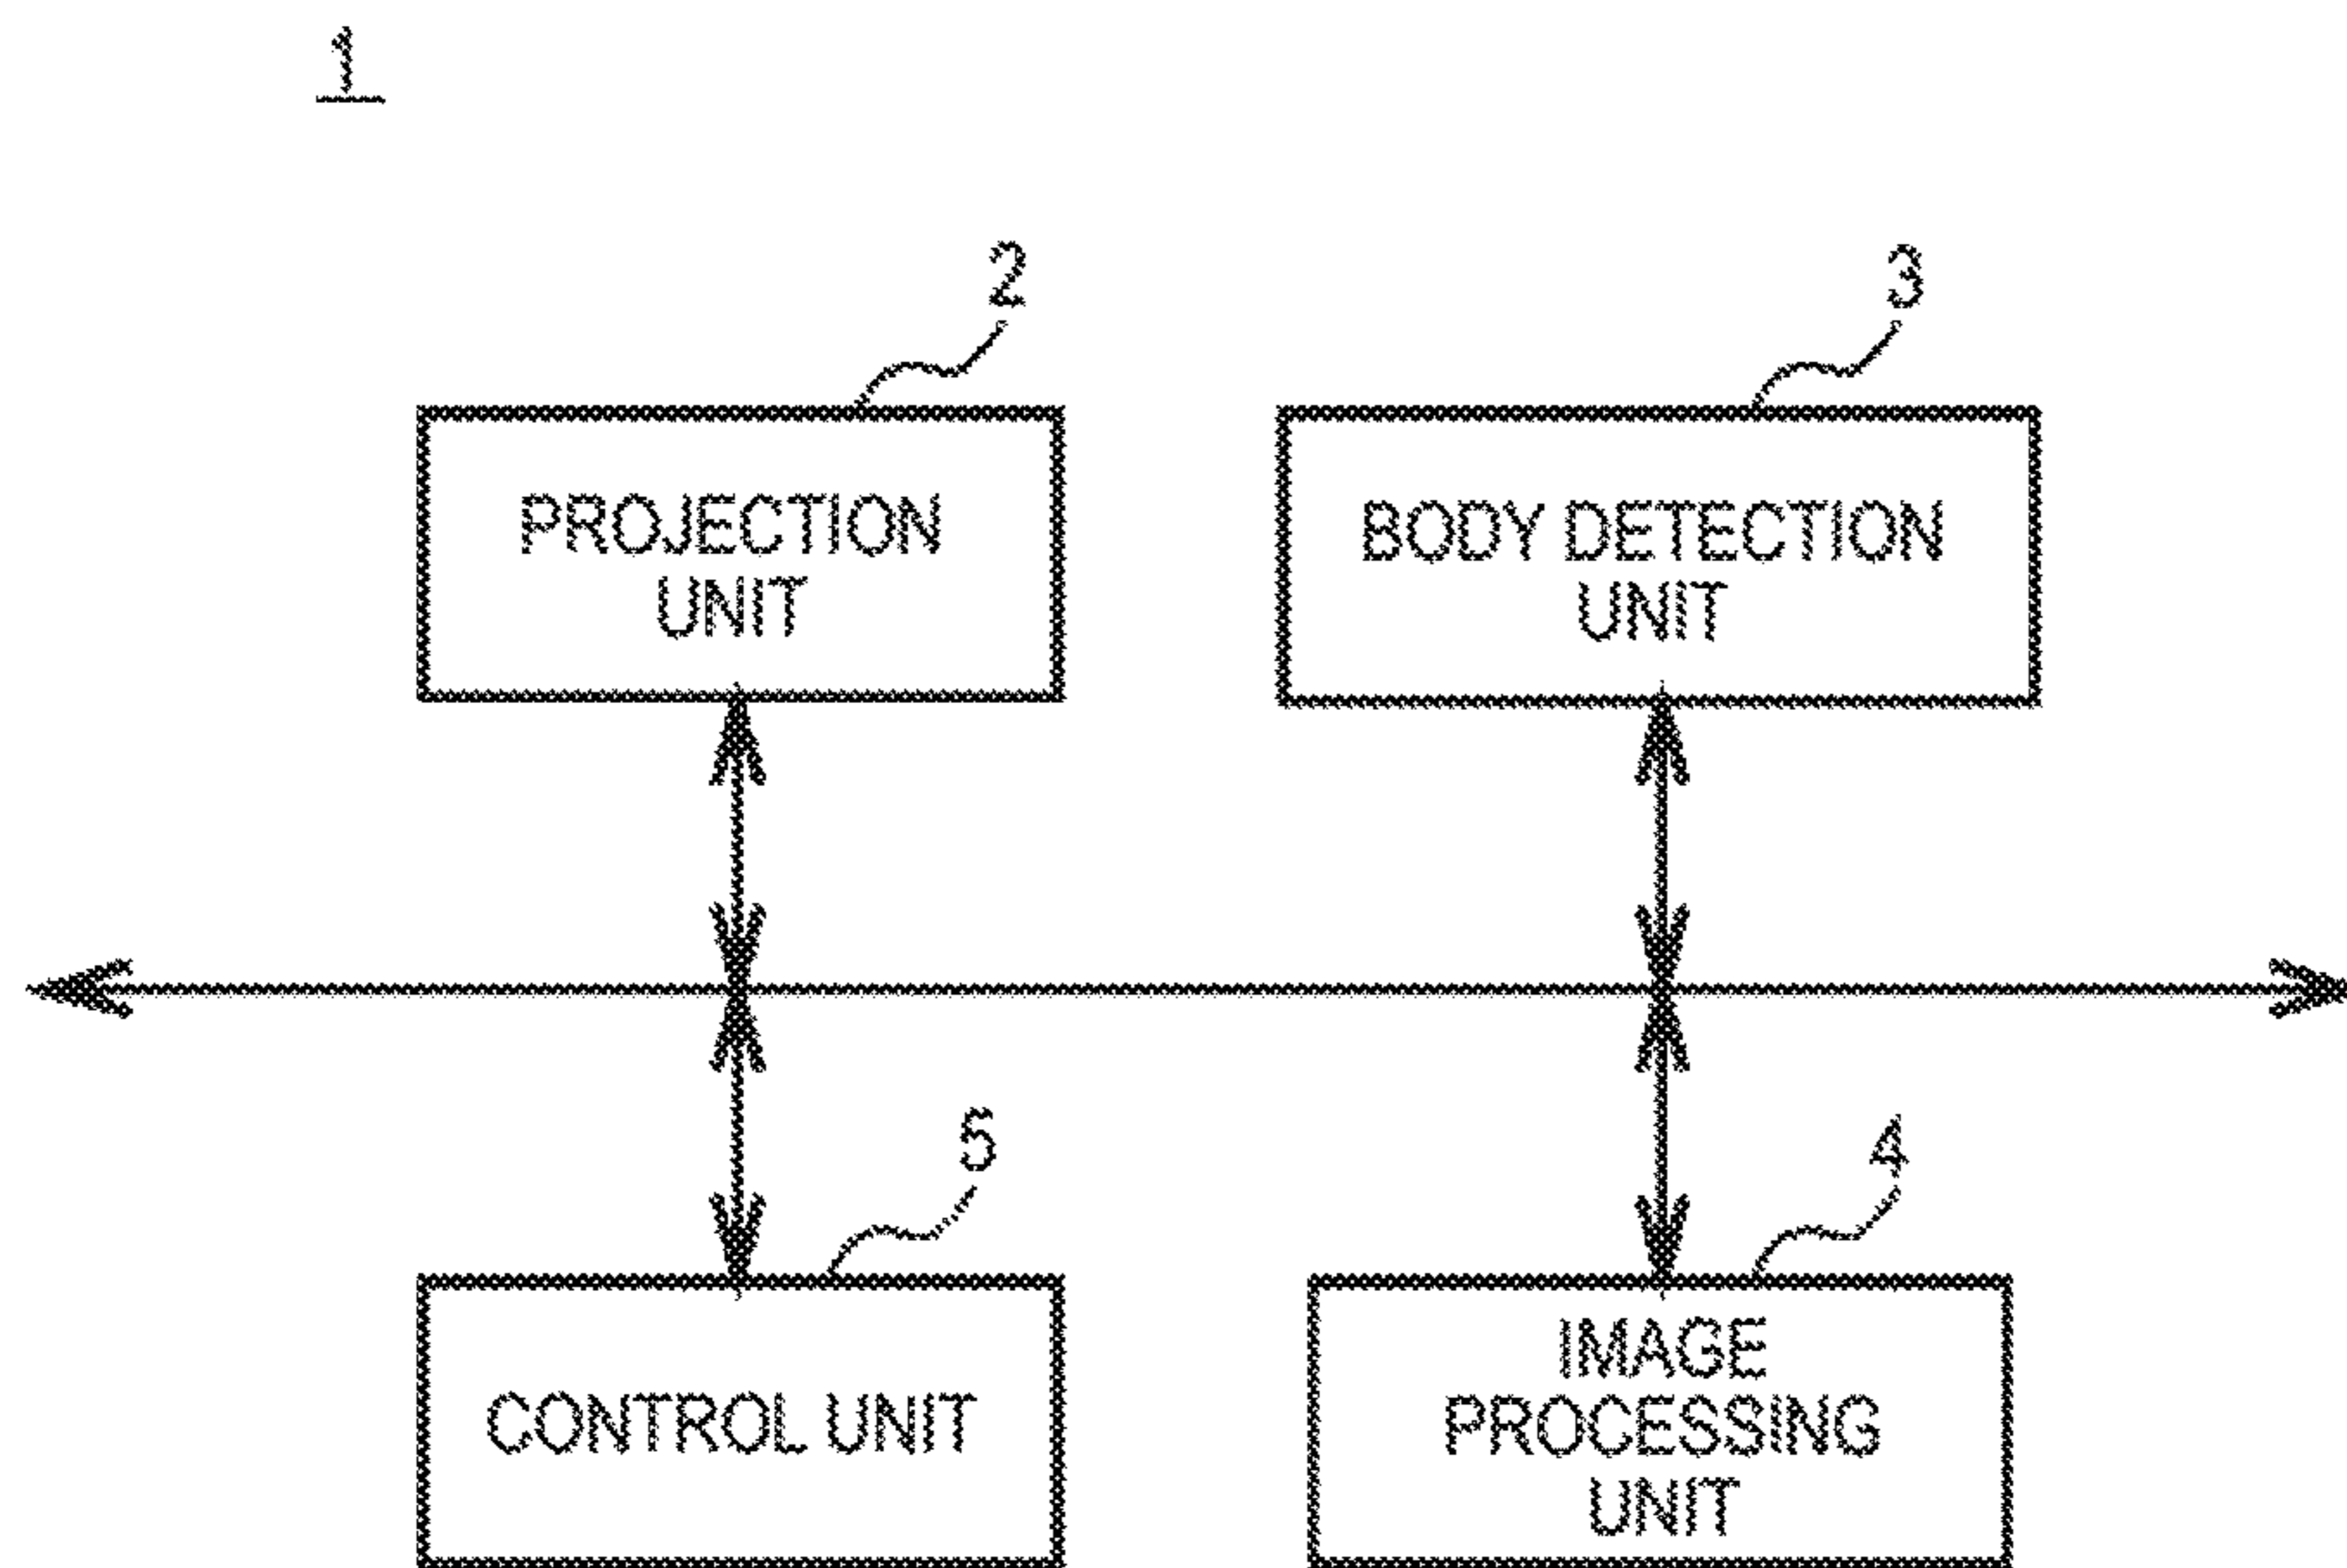 1
2
3
PROJECTION
UNIT
BODY DETECTION
UNIT
5
4
CONTROL UNIT
IMAGE
PROCESSING
UNIT